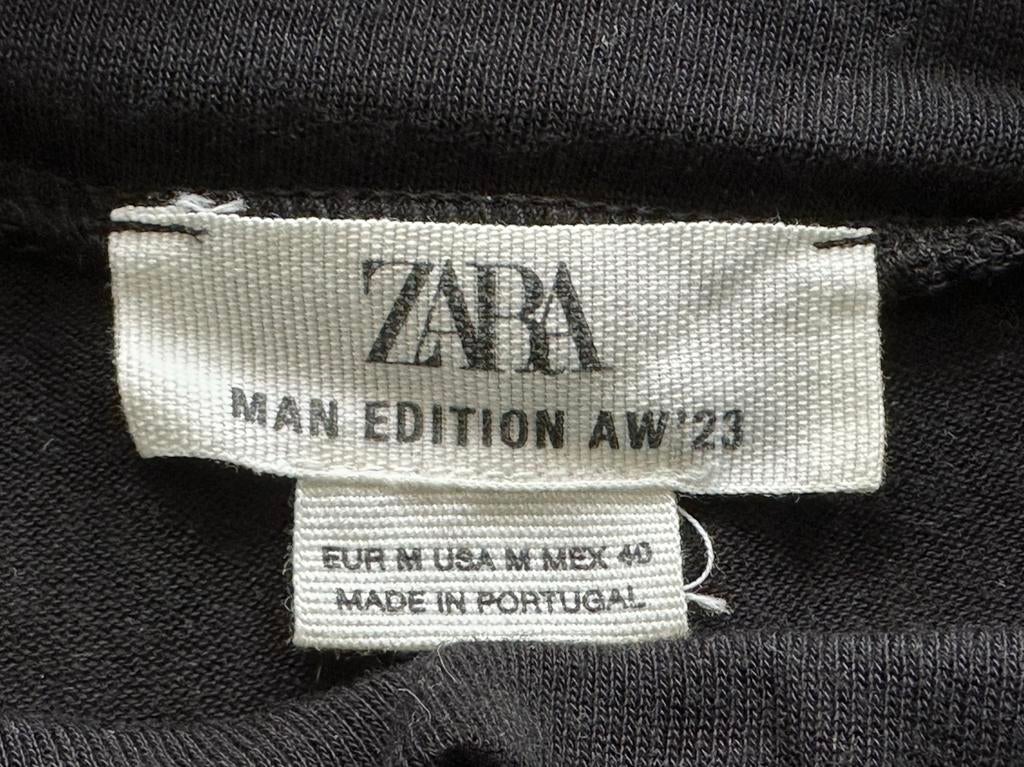 ZARA
MAN EDITION AW'23
EUR M USA M MEX 40
MADE IN PORTUGAL